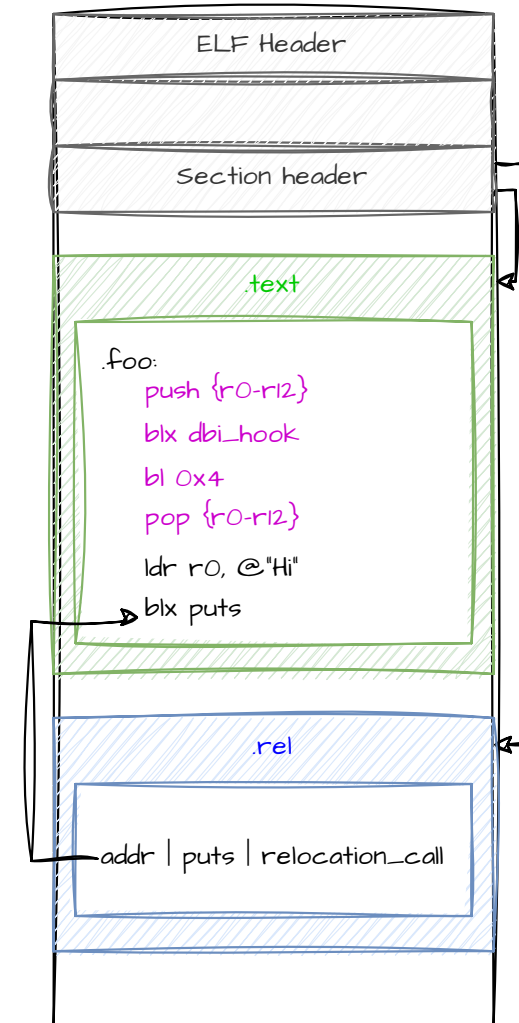 ELF Header
Section header
.text
.foo:
push {r0-r12}
blx dbi_hook
bl 0x4
pop {r0-r12}
ldr r0, @"Hi"
blx puts
.rel
addr | puts | relocation_call